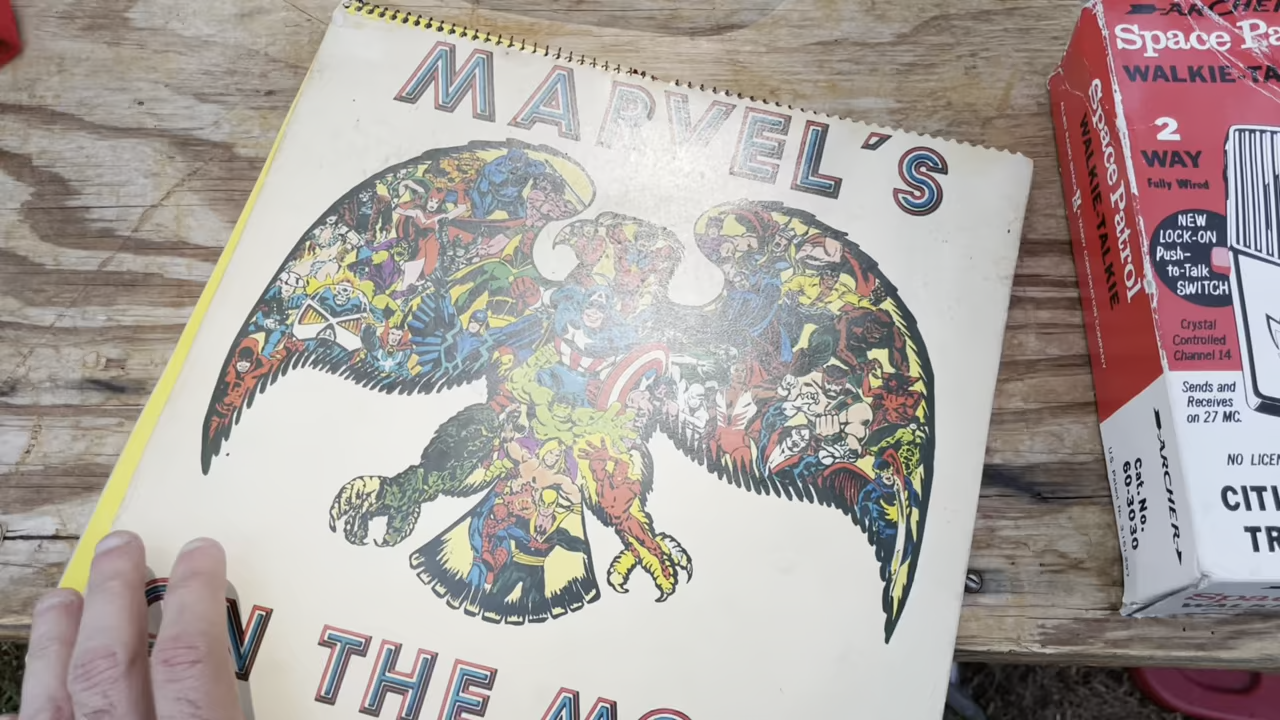 MARVEL'S
THE
ARCHER
Space
WALKIE-TA
2
WAY
Fully Wired
NEW
LOCK-ON
Push-
to-Talk
SWITCH
Crystal
Controlled
Channel 14
Sends and
Receives
on 27 MC.
NO LICEN
CITI
TR
Space Patrol
WALKIE-TALKIE
ARCHER
Cat. No.
60-3030